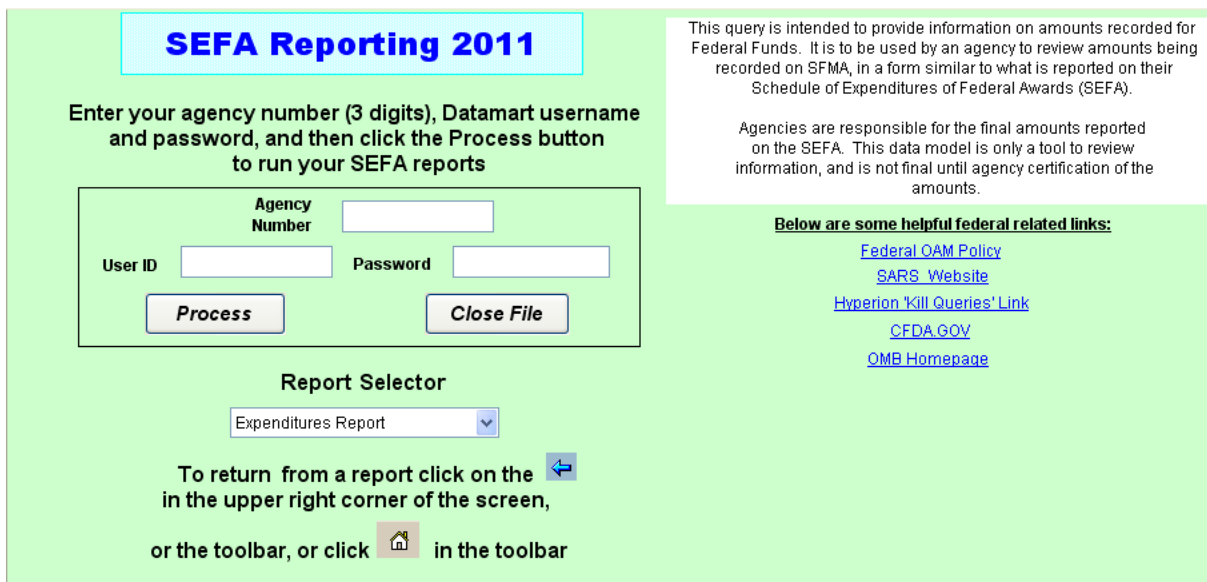 SEFA Reporting 2011
Enter your agency number (3 digits), Datamart username
and password, and then click the Process button
to run your SEFA reports
Agency
Number
User ID
Password
Process
Close File
Report Selector
Expenditures Report
To return from a report click on the
in the upper right corner of the screen,
or the toolbar, or click in the toolbar
This query is intended to provide information on amounts recorded for
Federal Funds. It is to be used by an agency to review amounts being
recorded on SFMA, in a form similar to what is reported on their
Schedule of Expenditures of Federal Awards (SEFA).
Agencies are responsible for the final amounts reported
on the SEFA. This data model is only a tool to review
information, and is not final until agency certification of the
amounts.
Below are some helpful federal related links:
Federal OAM Policy
SARS Website
Hyperion 'Kill Queries' Link
CFDA.GOV
OMB Homepage